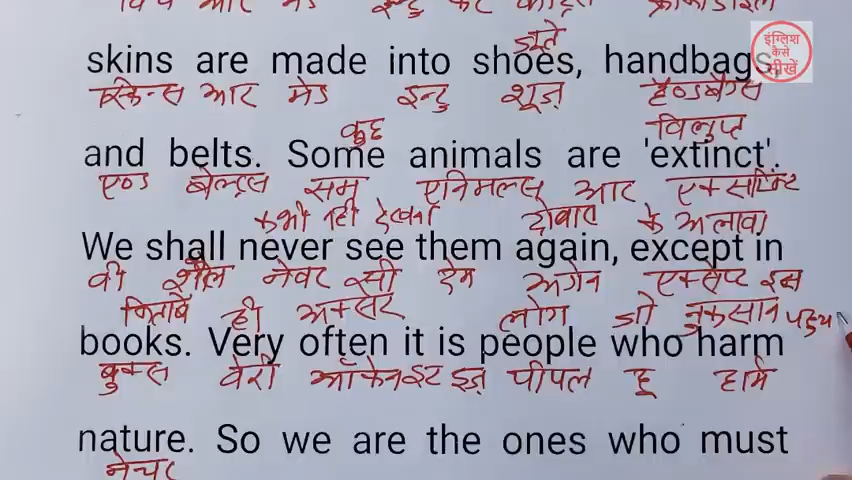 आर मेड इन्टु
जूते
इंग्लिश
कैसे
सीखें
skins are made into shoes, handbags,
स्किन्स आर मेड इन्टु शूज़ हैण्डबैग्स
कुछ विलुप्त
and belts. Some animals are 'extinct'.
एण्ड बेल्ट्स सम एनिमल्स आर
कभी नहीं देखना दोबारा के अलावा
We shall never see them again, except in
वी शैल नेवर सी देम अगेन एक्सेप्ट इन
किताबें ही अक्सर लोग जो नुकसान
books. Very often it is people who harm
बुक्स वेरी इट इज़ पीपल हू हार्म
nature. So we are the ones who must
नेचर